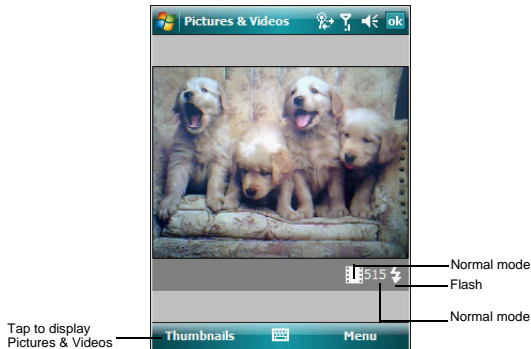 Pictures & Videos
ok
515
Normal mode
Flash
Normal mode
Tap to display
Pictures & Videos
Thumbnails
Menu